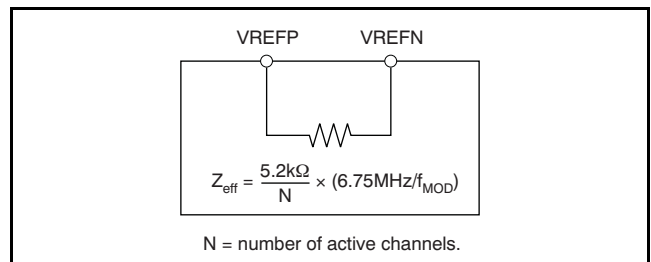 VREFP VREFN
Zeff = 5.2kΩ/N × (6.75MHz/fMOD)
N = number of active channels.